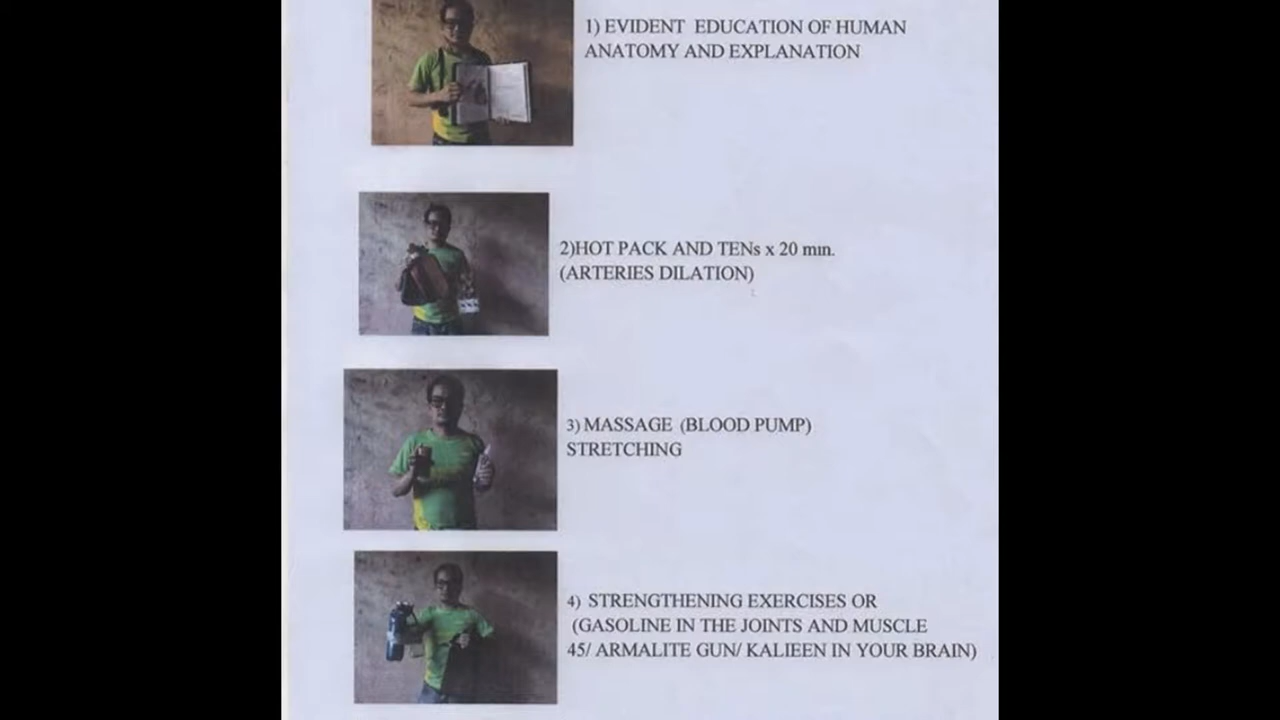 1) EVIDENT EDUCATION OF HUMAN
ANATOMY AND EXPLANATION
2)HOT PACK AND TENs x 20 min.
(ARTERIES DILATION)
3) MASSAGE (BLOOD PUMP)
STRETCHING
4) STRENGTHENING EXERCISES OR
(GASOLINE IN THE JOINTS AND MUSCLE
45/ ARMALITE GUN/ KALIEEN IN YOUR BRAIN)